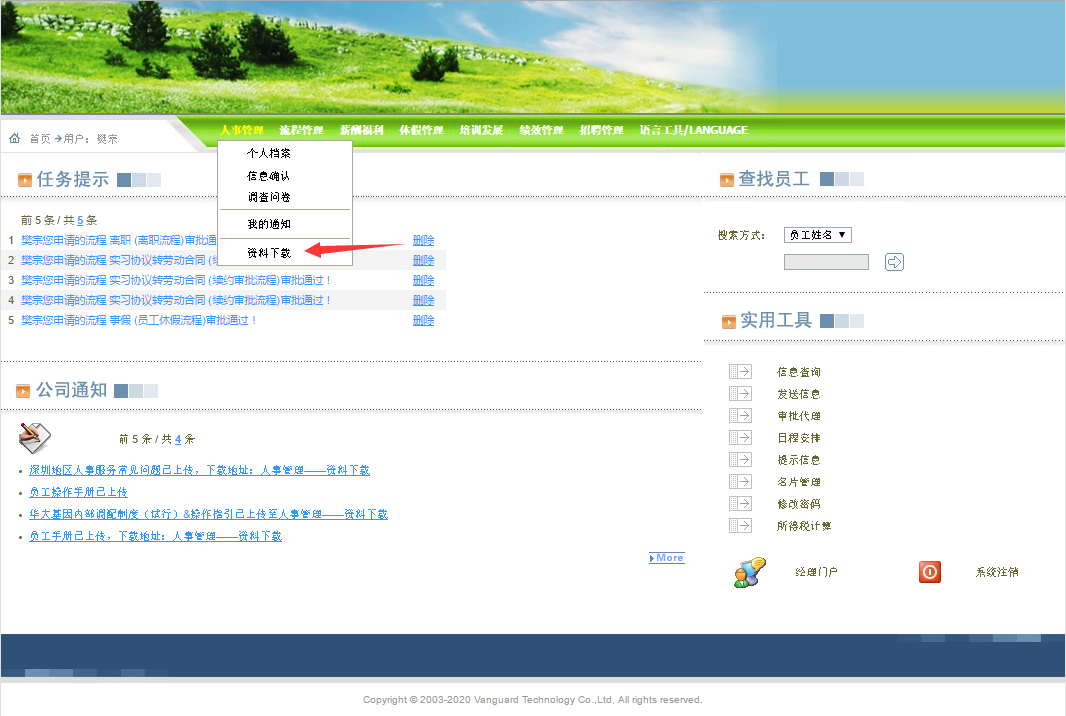 首页 用户: 樊宗
人事管理 流程管理 薪酬福利 休假管理 培训发展 绩效管理 招聘管理 语言工具/LANGUAGE
个人档案
信息确认
调查问卷
我的通知
资料下载
任务提示
前 5 条 / 共 5 条
1 樊宗您申请的流程 离职 (离职流程)审批通 删除
2 樊宗您申请的流程 实习协议转劳动合同 (续 删除
3 樊宗您申请的流程 实习协议转劳动合同 (续约审批流程)审批通过！ 删除
4 樊宗您申请的流程 实习协议转劳动合同 (续约审批流程)审批通过！ 删除
5 樊宗您申请的流程 事假 (员工休假流程)审批通过！ 删除
公司通知
前 5 条 / 共 4 条
深圳地区人事服务常见问题已上传，下载地址：人事管理——资料下载
员工操作手册已上传
华大基因内部调配制度（试行）&操作指引已上传至人事管理——资料下载
员工手册已上传，下载地址：人事管理——资料下载
More
查找员工
搜索方式: 员工姓名
实用工具
信息查询
发送信息
审批代理
日程安排
提示信息
名片管理
修改密码
所得税计算
经理门户 系统注销
Copyright © 2003-2020 Vanguard Technology Co.,Ltd, All rights reserved.